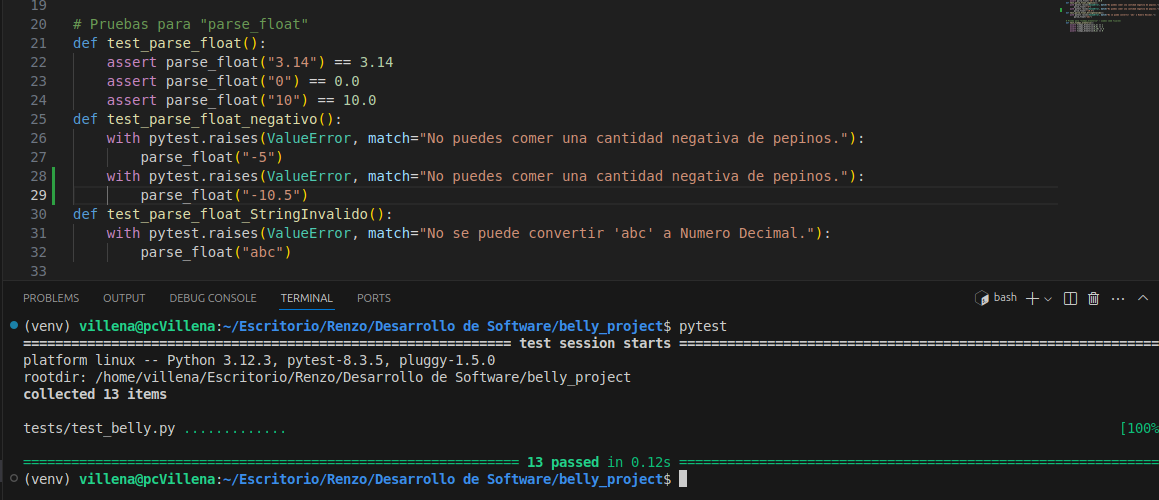 19
20 # Pruebas para "parse_float"
21 def test_parse_float():
22 assert parse_float("3.14") == 3.14
23 assert parse_float("0") == 0.0
24 assert parse_float("10") == 10.0
25 def test_parse_float_negativo():
26 with pytest.raises(ValueError, match="No puedes comer una cantidad negativa de pepinos."):
27 parse_float("-5")
28 with pytest.raises(ValueError, match="No puedes comer una cantidad negativa de pepinos."):
29 parse_float("-10.5")
30 def test_parse_float_StringInvalido():
31 with pytest.raises(ValueError, match="No se puede convertir 'abc' a Numero Decimal."):
32 parse_float("abc")
33
PROBLEMS OUTPUT DEBUG CONSOLE TERMINAL PORTS bash
(venv) villena@pcVillena:~/Escritorio/Renzo/Desarrollo de Software/belly_project$ pytest
============================================================== test session starts ==============================================================
platform linux -- Python 3.12.3, pytest-8.3.5, pluggy-1.5.0
rootdir: /home/villena/Escritorio/Renzo/Desarrollo de Software/belly_project
collected 13 items
tests/test_belly.py ............. [100%
=============================================================== 13 passed in 0.12s ==============================================================
(venv) villena@pcVillena:~/Escritorio/Renzo/Desarrollo de Software/belly_project$